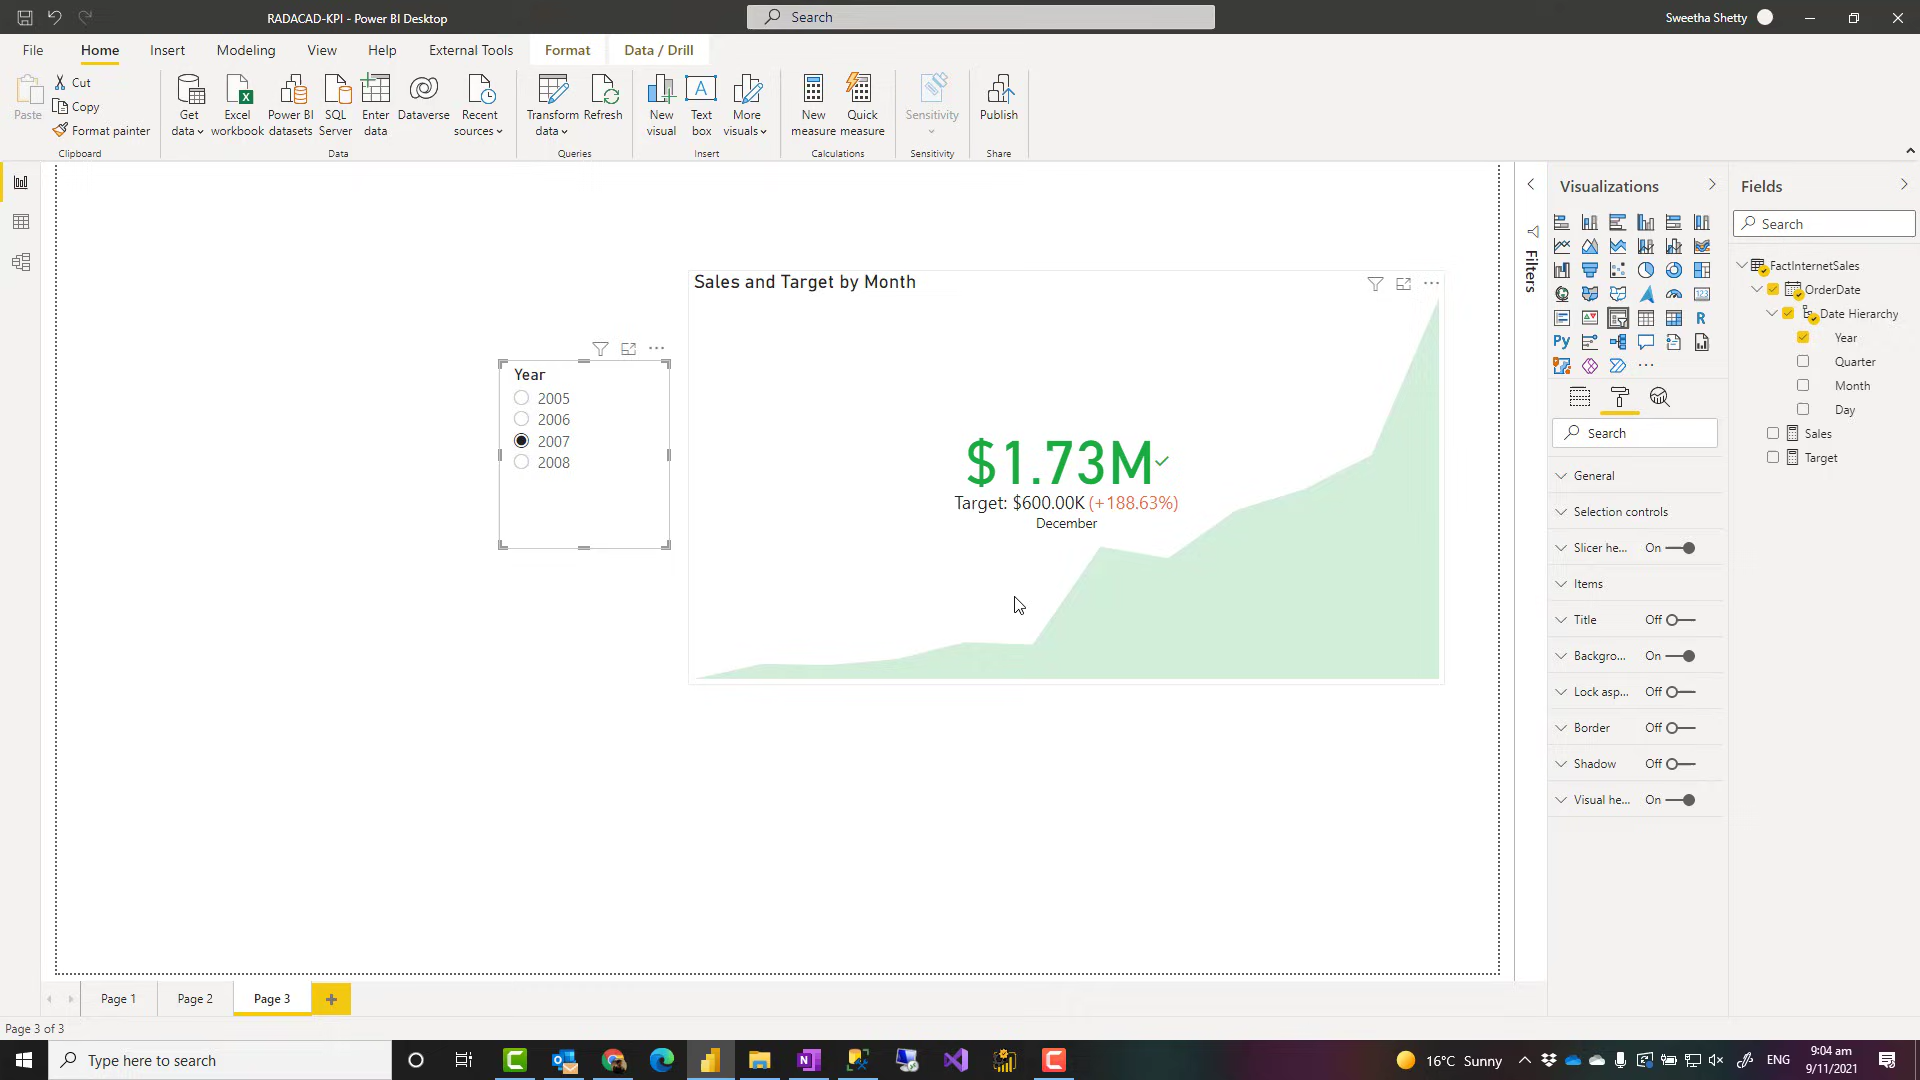 RADACAD-KPI - Power BI Desktop
Search
Sweetha Shetty
File
Home
Insert
Modeling
View
Help
External Tools
Format
Data / Drill
Paste
Cut
Copy
Format painter
Clipboard
Get data
Excel workbook
Power BI datasets
SQL Server
Enter data
Dataverse
Recent sources
Data
Transform data
Refresh
Queries
New visual
Text box
More visuals
Insert
New measure
Quick measure
Calculations
Sensitivity
Sensitivity
Publish
Share
Sales and Target by Month
$1.73M
Target: $600.00K (+188.63%)
December
Year
2005
2006
2007
2008
Filters
Visualizations
Search
General
Selection controls
Slicer he... On
Items
Title Off
Backgro... On
Lock asp... Off
Border Off
Shadow Off
Visual he... On
Fields
Search
FactInternetSales
OrderDate
Date Hierarchy
Year
Quarter
Month
Day
Sales
Target
Page 1
Page 2
Page 3
Page 3 of 3
Type here to search
16°C Sunny
ENG
9:04 am
9/11/2021